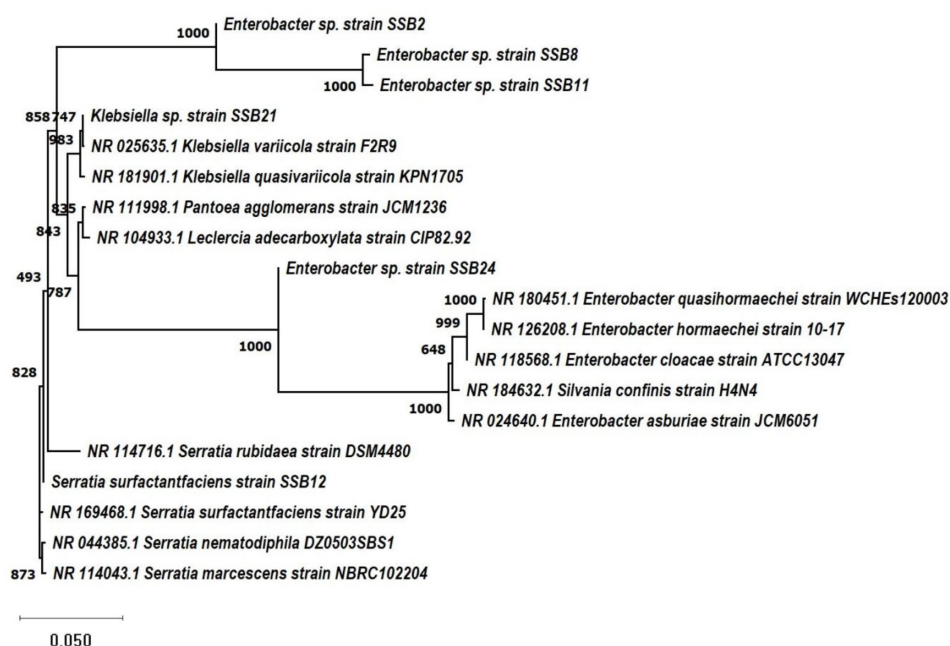 1000
Enterobacter sp. strain SSB2
Enterobacter sp. strain SSB8
1000
Enterobacter sp. strain SSB11
858
747
Klebsiella sp. strain SSB21
983
NR 025635.1 Klebsiella variicola strain F2R9
NR 181901.1 Klebsiella quasivariicola strain KPN1705
835
NR 111998.1 Pantoea agglomerans strain JCM1236
843
NR 104933.1 Leclercia adecarboxylata strain CIP82.92
Enterobacter sp. strain SSB24
493
787
1000
NR 180451.1 Enterobacter quasihormaechei strain WCHEs120003
999
NR 126208.1 Enterobacter hormaechei strain 10-17
1000
648
NR 118568.1 Enterobacter cloacae strain ATCC13047
828
NR 184632.1 Silvania confinis strain H4N4
1000
NR 024640.1 Enterobacter asburiae strain JCM6051
NR 114716.1 Serratia rubidaea strain DSM4480
Serratia surfactantfaciens strain SSB12
NR 169468.1 Serratia surfactantfaciens strain YD25
NR 044385.1 Serratia nematodiphila DZ0503SBS1
873
NR 114043.1 Serratia marcescens strain NBRC102204
0.050